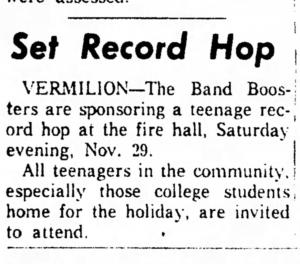 were assessed.
Set Record Hop
VERMILION—The Band Boos-
ters are sponsoring a teenage rec-
ord hop at the fire hall, Saturday
evening, Nov. 29.
All teenagers in the community,
especially those college students
home for the holiday, are invited
to attend.